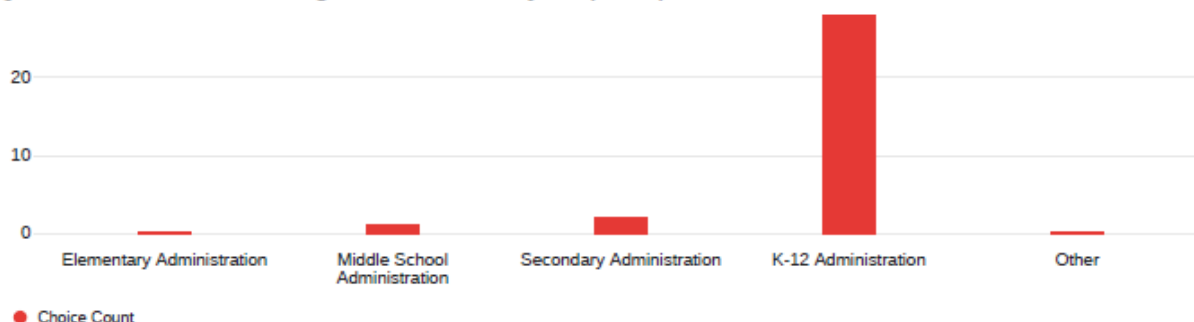 20
10
0
Elementary Administration
Middle School
Administration
Secondary Administration
K-12 Administration
Other
Choice Count